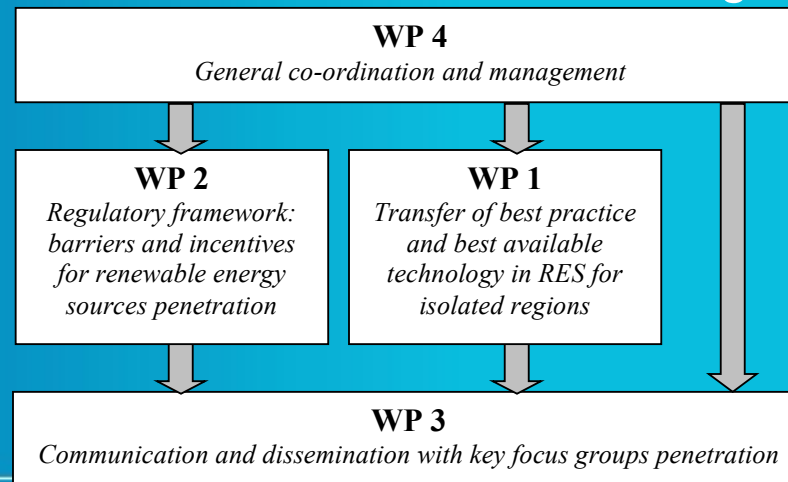 WP 4
General co-ordination and management
WP 2
Regulatory framework:
barriers and incentives
for renewable energy
sources penetration
WP 1
Transfer of best practice
and best available
technology in RES for
isolated regions
WP 3
Communication and dissemination with key focus groups penetration